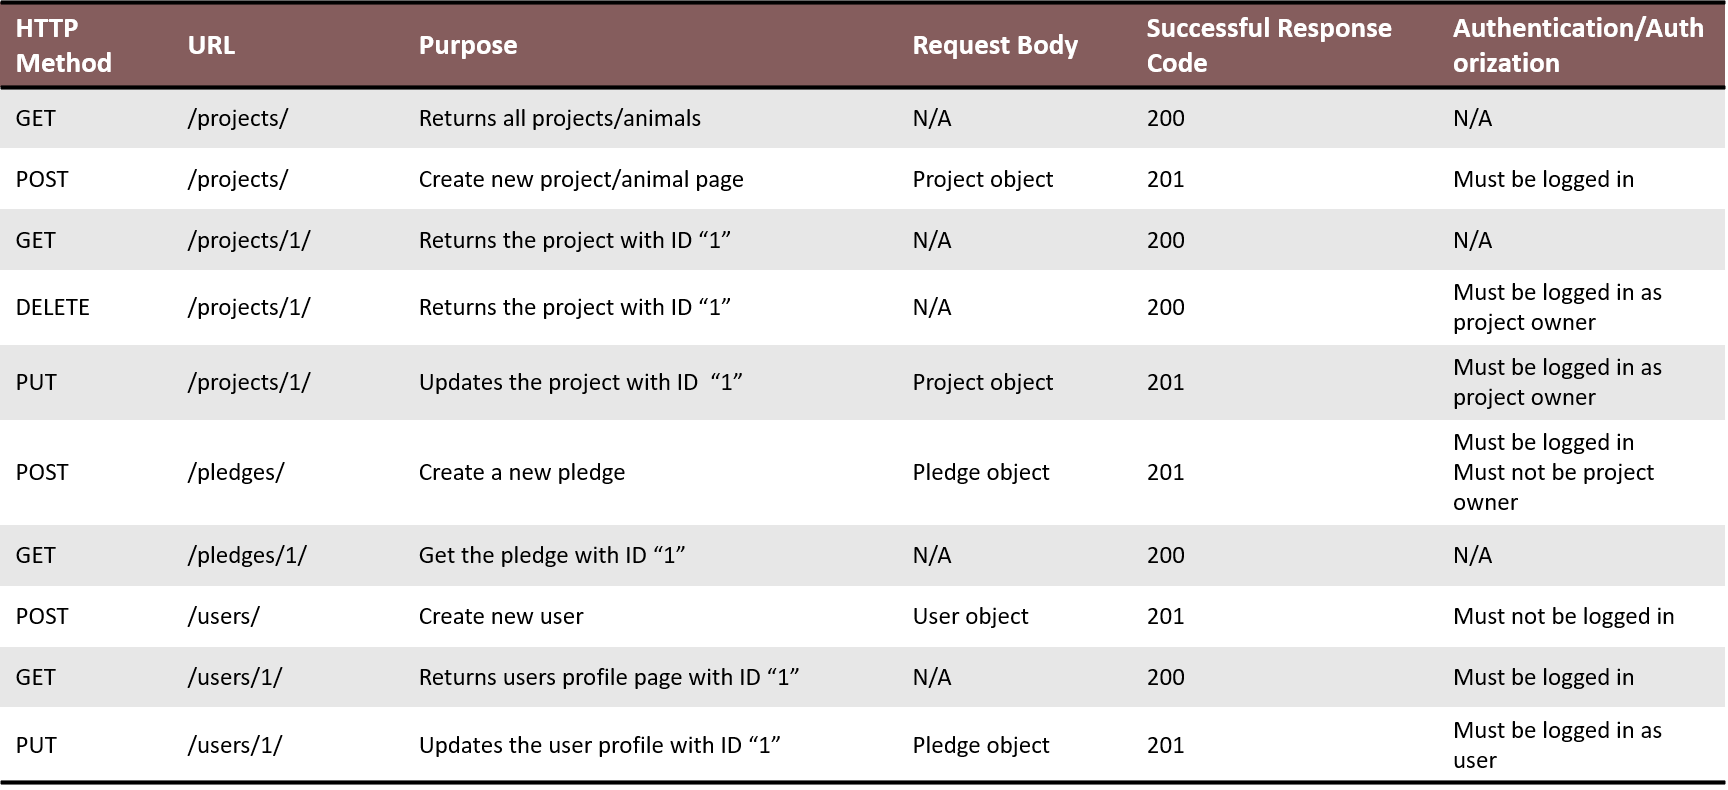 HTTP Method URL Purpose Request Body Successful Response Code Authentication/Authorization
GET /projects/ Returns all projects/animals N/A 200 N/A
POST /projects/ Create new project/animal page Project object 201 Must be logged in
GET /projects/1/ Returns the project with ID “1” N/A 200 N/A
DELETE /projects/1/ Returns the project with ID “1” N/A 200 Must be logged in as project owner
PUT /projects/1/ Updates the project with ID “1” Project object 201 Must be logged in as project owner
POST /pledges/ Create a new pledge Pledge object 201 Must be logged in Must not be project owner
GET /pledges/1/ Get the pledge with ID “1” N/A 200 N/A
POST /users/ Create new user User object 201 Must not be logged in
GET /users/1/ Returns users profile page with ID “1” N/A 200 Must be logged in
PUT /users/1/ Updates the user profile with ID “1” Pledge object 201 Must be logged in as user